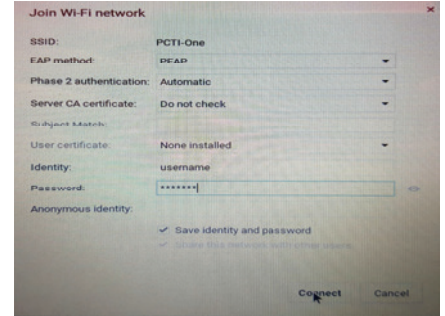 Join Wi-Fi network
SSID: PCTI-One
EAP method: PEAP
Phase 2 authentication: Automatic
Server CA certificate: Do not check
Subject Match:
User certificate: None installed
Identity: username
Password: •••••••
Anonymous identity:
Save identity and password
Share this network with other users
Connect Cancel